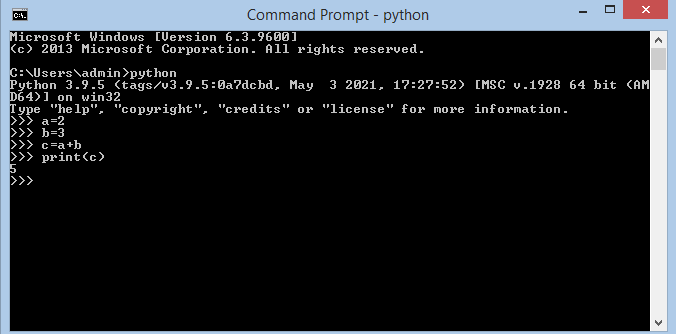 Command Prompt - python
Microsoft Windows [Version 6.3.9600]
(c) 2013 Microsoft Corporation. All rights reserved.
C:\Users\admin>python
Python 3.9.5 (tags/v3.9.5:0a7dcbd, May  3 2021, 17:27:52) [MSC v.1928 64 bit (AM
D64)] on win32
Type "help", "copyright", "credits" or "license" for more information.
>>> a=2
>>> b=3
>>> c=a+b
>>> print(c)
5
>>>